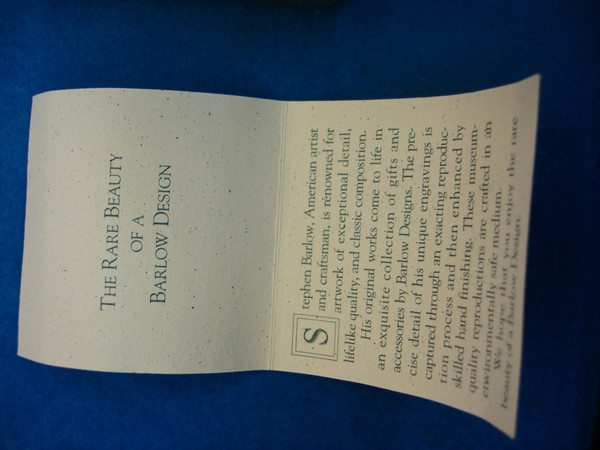 THE RARE BEAUTY
OF A
BARLOW DESIGN
Stephen Barlow, American artist
and craftsman, is renowned for
artwork of exceptional detail,
lifelike quality, and classic composition.
His original works come to life in
an exquisite collection of gifts and
accessories by Barlow Designs. The pre-
cise detail of his unique engravings is
captured through an exacting reproduc-
tion process and then enhanced by
skilled hand finishing. These museum-
quality reproductions are crafted in an
environmentally safe medium.
We hope that you enjoy the rare
beauty of a Barlow Design.